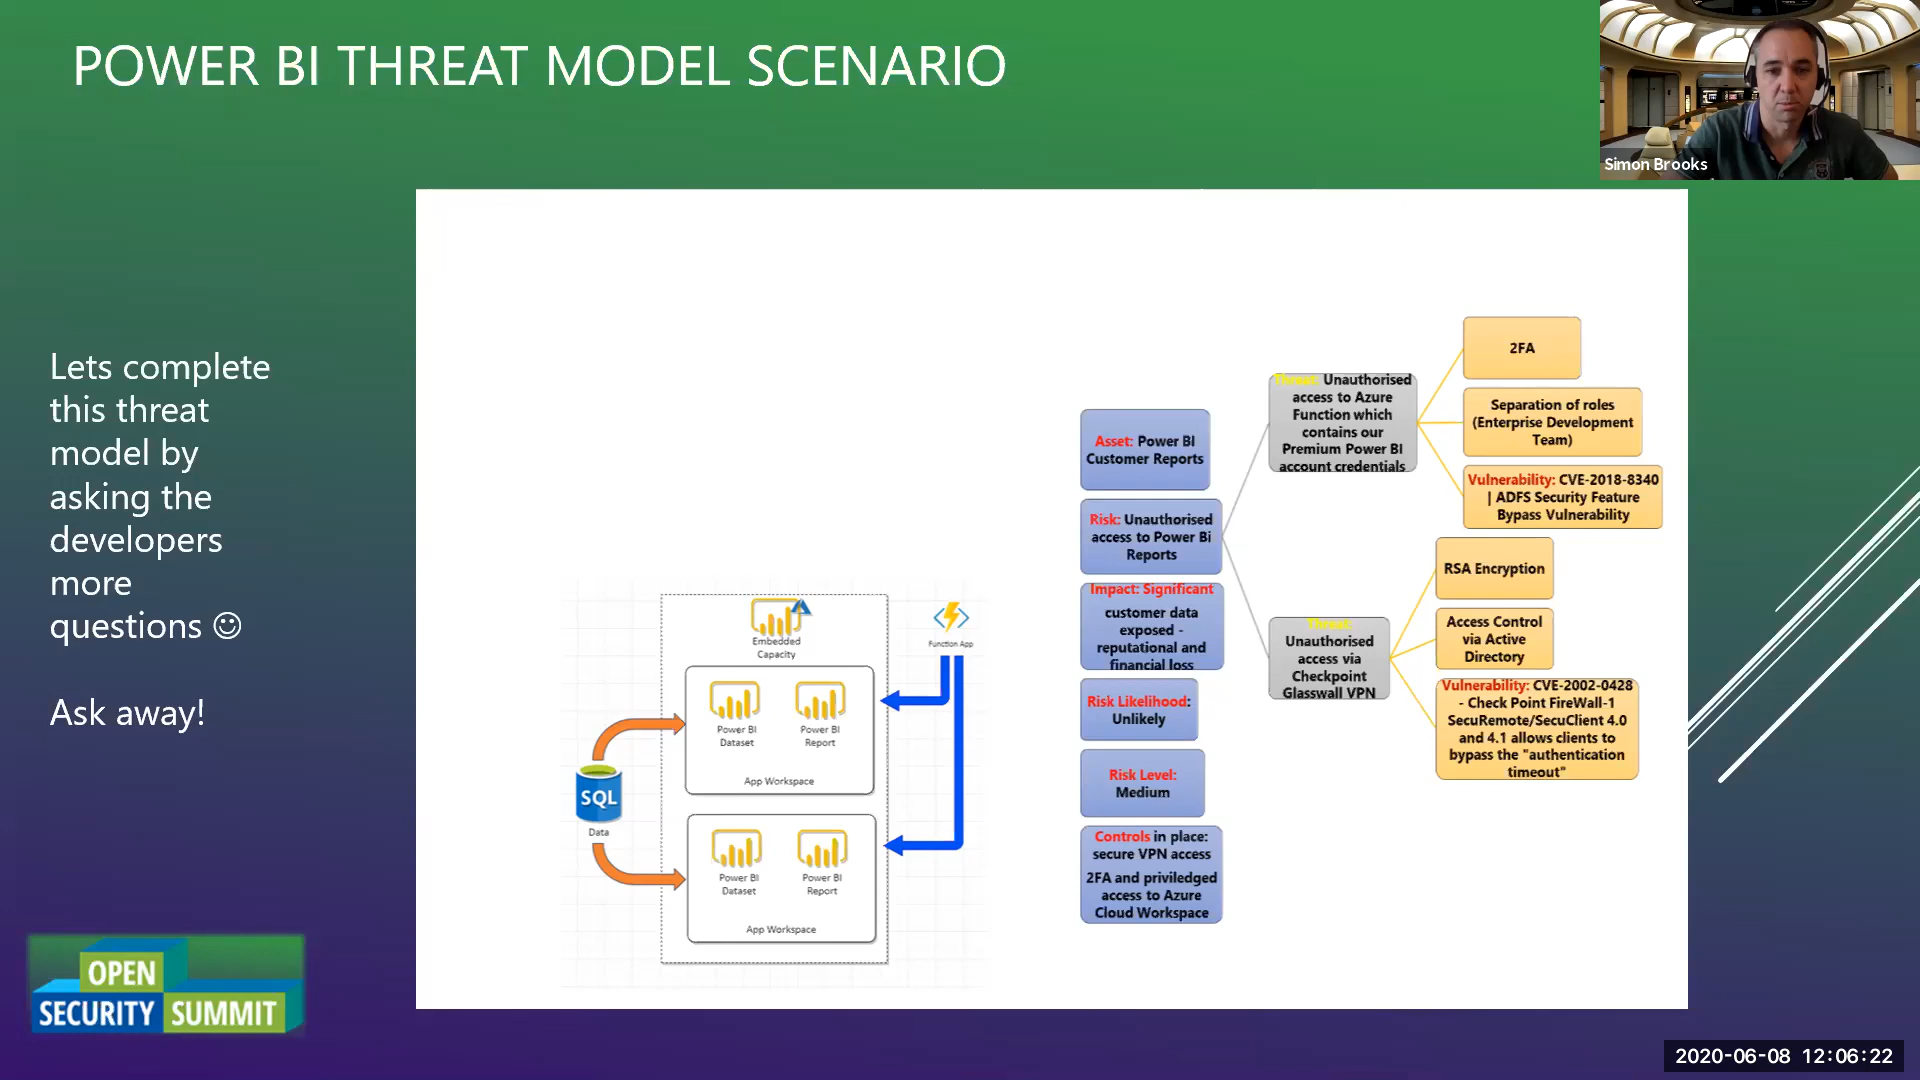 POWER BI THREAT MODEL SCENARIO
Simon Brooks
Lets complete
this threat
model by
asking the
developers
more
questions ☺
Ask away!
Embedded
Capacity
Function App
Power BI
Dataset
Power BI
Report
App Workspace
SQL
Data
Power BI
Dataset
Power BI
Report
App Workspace
Asset: Power BI
Customer Reports
Risk: Unauthorised
access to Power Bi
Reports
Impact: Significant
customer data
exposed -
reputational and
financial loss
Risk Likelihood:
Unlikely
Risk Level:
Medium
Controls in place:
secure VPN access
2FA and priviledged
access to Azure
Cloud Workspace
Threat: Unauthorised
access to Azure
Function which
contains our
Premium Power BI
account credentials
Threat:
Unauthorised
access via
Checkpoint
Glasswall VPN
2FA
Separation of roles
(Enterprise Development
Team)
Vulnerability: CVE-2018-8340
| ADFS Security Feature
Bypass Vulnerability
RSA Encryption
Access Control
via Active
Directory
Vulnerability: CVE-2002-0428
- Check Point FireWall-1
SecuRemote/SecuClient 4.0
and 4.1 allows clients to
bypass the "authentication
timeout"
OPEN
SECURITY SUMMIT
2020-06-08 12:06:22